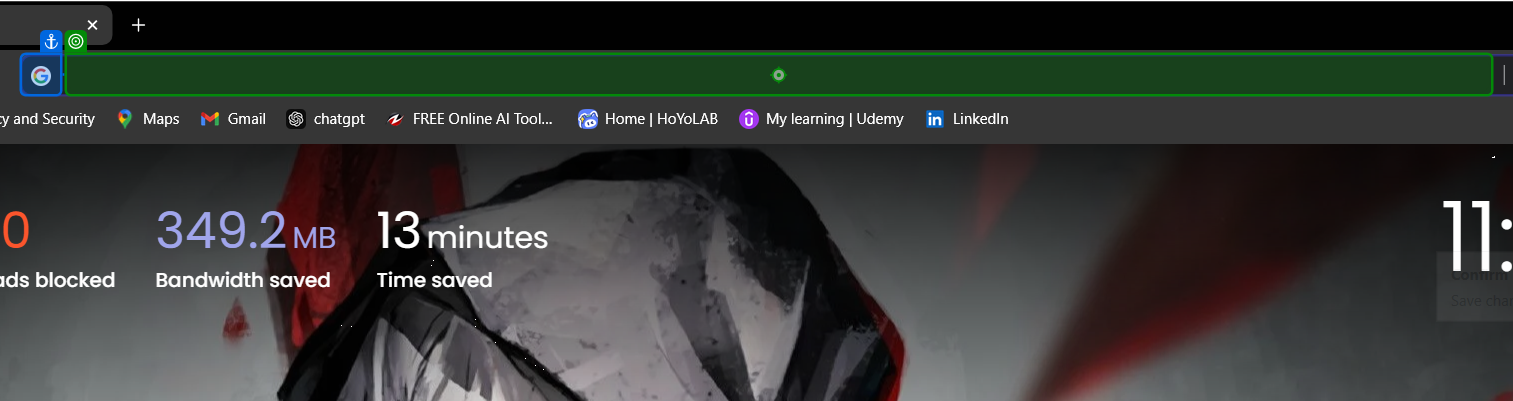 cy and Security Maps Gmail chatgpt FREE Online AI Tool... Home | HoYoLAB My learning | Udemy LinkedIn
0 349.2 MB 13 minutes 11:
ads blocked Bandwidth saved Time saved
Confirm
Save cha